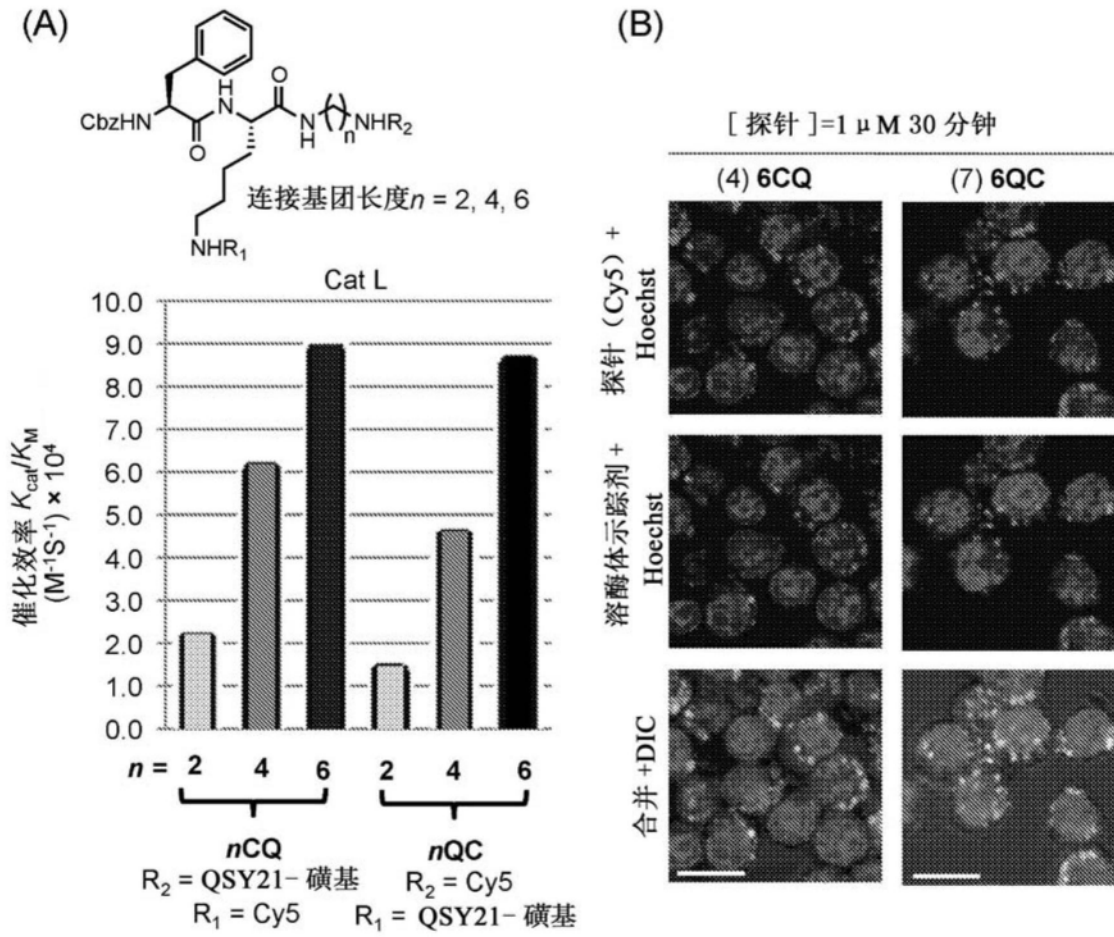 (A)
CbzHN
O
H
N
O
N
H
( )n
NHR2
连接基团长度n = 2, 4, 6
NHR1
Cat L
催化效率 Kcat/KM
(M-1S-1) × 104
10.0
9.0
8.0
7.0
6.0
5.0
4.0
3.0
2.0
1.0
0.0
n = 2 4 6 2 4 6
nCQ nQC
R2 = QSY21-磺基 R2 = Cy5
R1 = Cy5 R1 = QSY21-磺基
(B)
[ 探针 ]=1 μM 30 分钟
(4) 6CQ (7) 6QC
探针（Cy5）+
Hoechst
溶酶体示踪剂 +
Hoechst
合并 +DIC